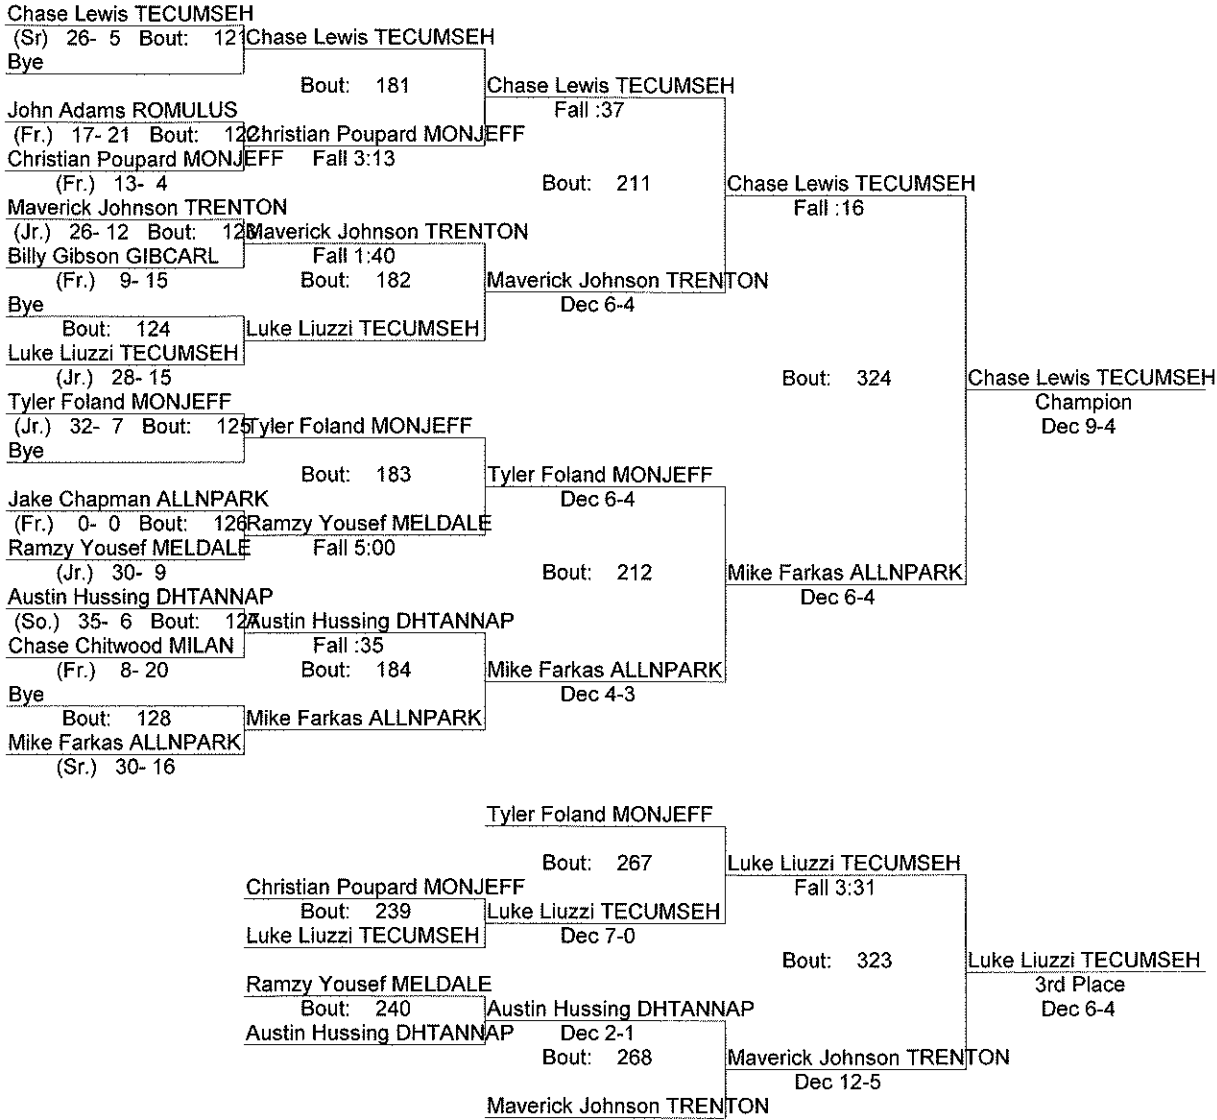 Chase Lewis TECUMSEH
(Sr) 26- 5 Bout: 121
Bye
Chase Lewis TECUMSEH
Bout: 181
Chase Lewis TECUMSEH
Fall :37
John Adams ROMULUS
(Fr.) 17- 21 Bout: 122
Christian Poupard MONJEFF
(Fr.) 13- 4
Christian Poupard MONJEFF
Fall 3:13
Bout: 211
Chase Lewis TECUMSEH
Fall :16
Maverick Johnson TRENTON
(Jr.) 26- 12 Bout: 123
Billy Gibson GIBCARL
(Fr.) 9- 15
Maverick Johnson TRENTON
Fall 1:40
Bout: 182
Maverick Johnson TRENTON
Dec 6-4
Bye
Bout: 124
Luke Liuzzi TECUMSEH
(Jr.) 28- 15
Luke Liuzzi TECUMSEH
Bout: 324
Chase Lewis TECUMSEH
Champion
Dec 9-4
Tyler Foland MONJEFF
(Jr.) 32- 7 Bout: 125
Bye
Tyler Foland MONJEFF
Bout: 183
Tyler Foland MONJEFF
Dec 6-4
Jake Chapman ALLNPARK
(Fr.) 0- 0 Bout: 126
Ramzy Yousef MELDALE
(Jr.) 30- 9
Ramzy Yousef MELDALE
Fall 5:00
Bout: 212
Mike Farkas ALLNPARK
Dec 6-4
Austin Hussing DHTANNAP
(So.) 35- 6 Bout: 127
Chase Chitwood MILAN
(Fr.) 8- 20
Austin Hussing DHTANNAP
Fall :35
Bout: 184
Mike Farkas ALLNPARK
Dec 4-3
Bye
Bout: 128
Mike Farkas ALLNPARK
(Sr.) 30- 16
Mike Farkas ALLNPARK
Tyler Foland MONJEFF
Bout: 267
Luke Liuzzi TECUMSEH
Fall 3:31
Christian Poupard MONJEFF
Bout: 239
Luke Liuzzi TECUMSEH
Luke Liuzzi TECUMSEH
Dec 7-0
Bout: 323
Luke Liuzzi TECUMSEH
3rd Place
Dec 6-4
Ramzy Yousef MELDALE
Bout: 240
Austin Hussing DHTANNAP
Austin Hussing DHTANNAP
Dec 2-1
Bout: 268
Maverick Johnson TRENTON
Dec 12-5
Maverick Johnson TRENTON